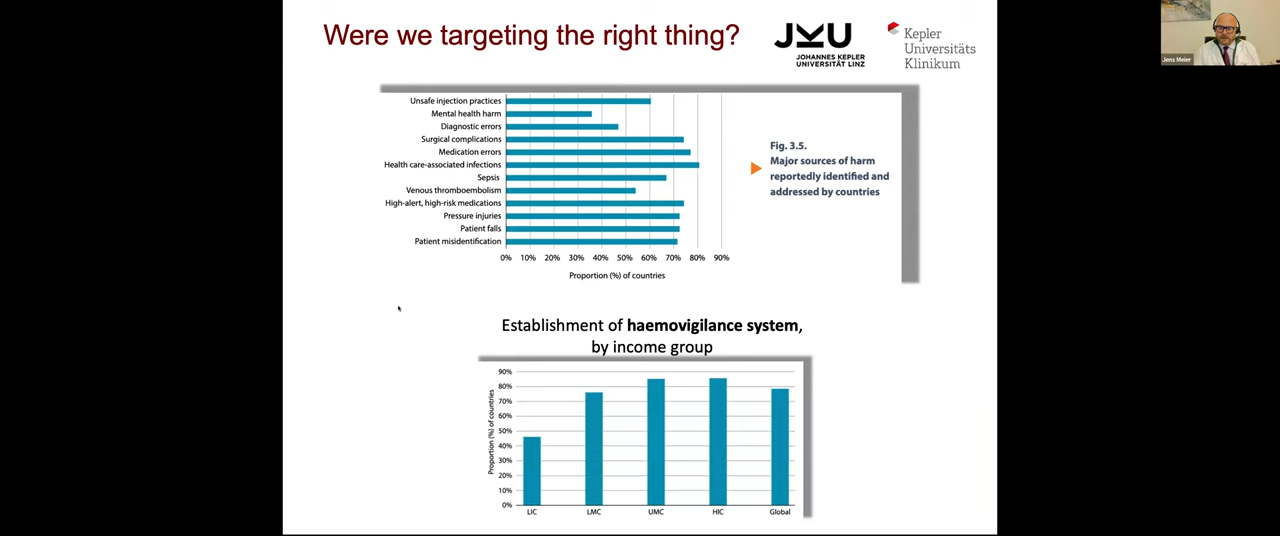 Were we targeting the right thing?
JKU
JOHANNES KEPLER
UNIVERSITÄT LINZ
Kepler
Universitäts
Klinikum
Jens Meier
Unsafe injection practices
Mental health harm
Diagnostic errors
Surgical complications
Medication errors
Health care-associated infections
Sepsis
Venous thromboembolism
High-alert, high-risk medications
Pressure injuries
Patient falls
Patient misidentification
0% 10% 20% 30% 40% 50% 60% 70% 80% 90%
Proportion (%) of countries
Fig. 3.5.
Major sources of harm
reportedly identified and
addressed by countries
Establishment of haemovigilance system,
by income group
Proportion (%) of countries
90%
80%
70%
60%
50%
40%
30%
20%
10%
0%
LIC LMC UMC HIC Global